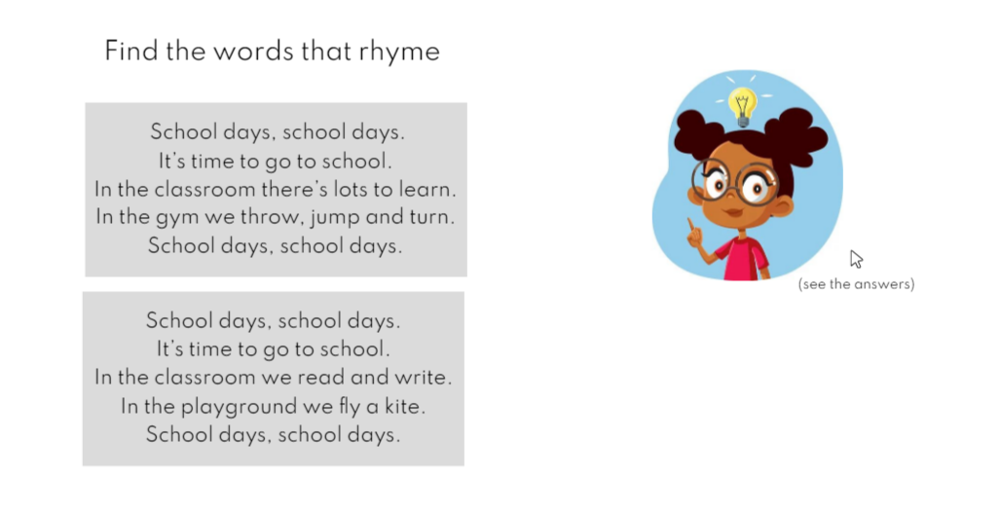 Find the words that rhyme
School days, school days.
It's time to go to school.
In the classroom there's lots to learn.
In the gym we throw, jump and turn.
School days, school days.
School days, school days.
It's time to go to school.
In the classroom we read and write.
In the playground we fly a kite.
School days, school days.
(see the answers)